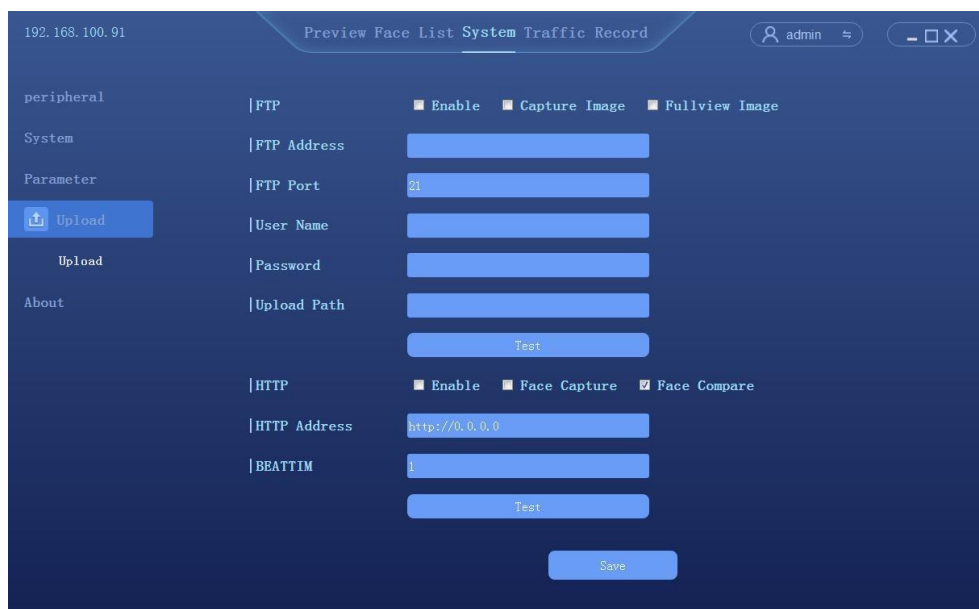 192.168.100.91
Preview Face List System Traffic Record
admin
peripheral
System
Parameter
Upload
Upload
About
FTP Enable Capture Image Fullview Image
FTP Address
FTP Port 21
User Name
Password
Upload Path
Test
HTTP Enable Face Capture Face Compare
HTTP Address http://0.0.0.0
BEATTIM 1
Test
Save